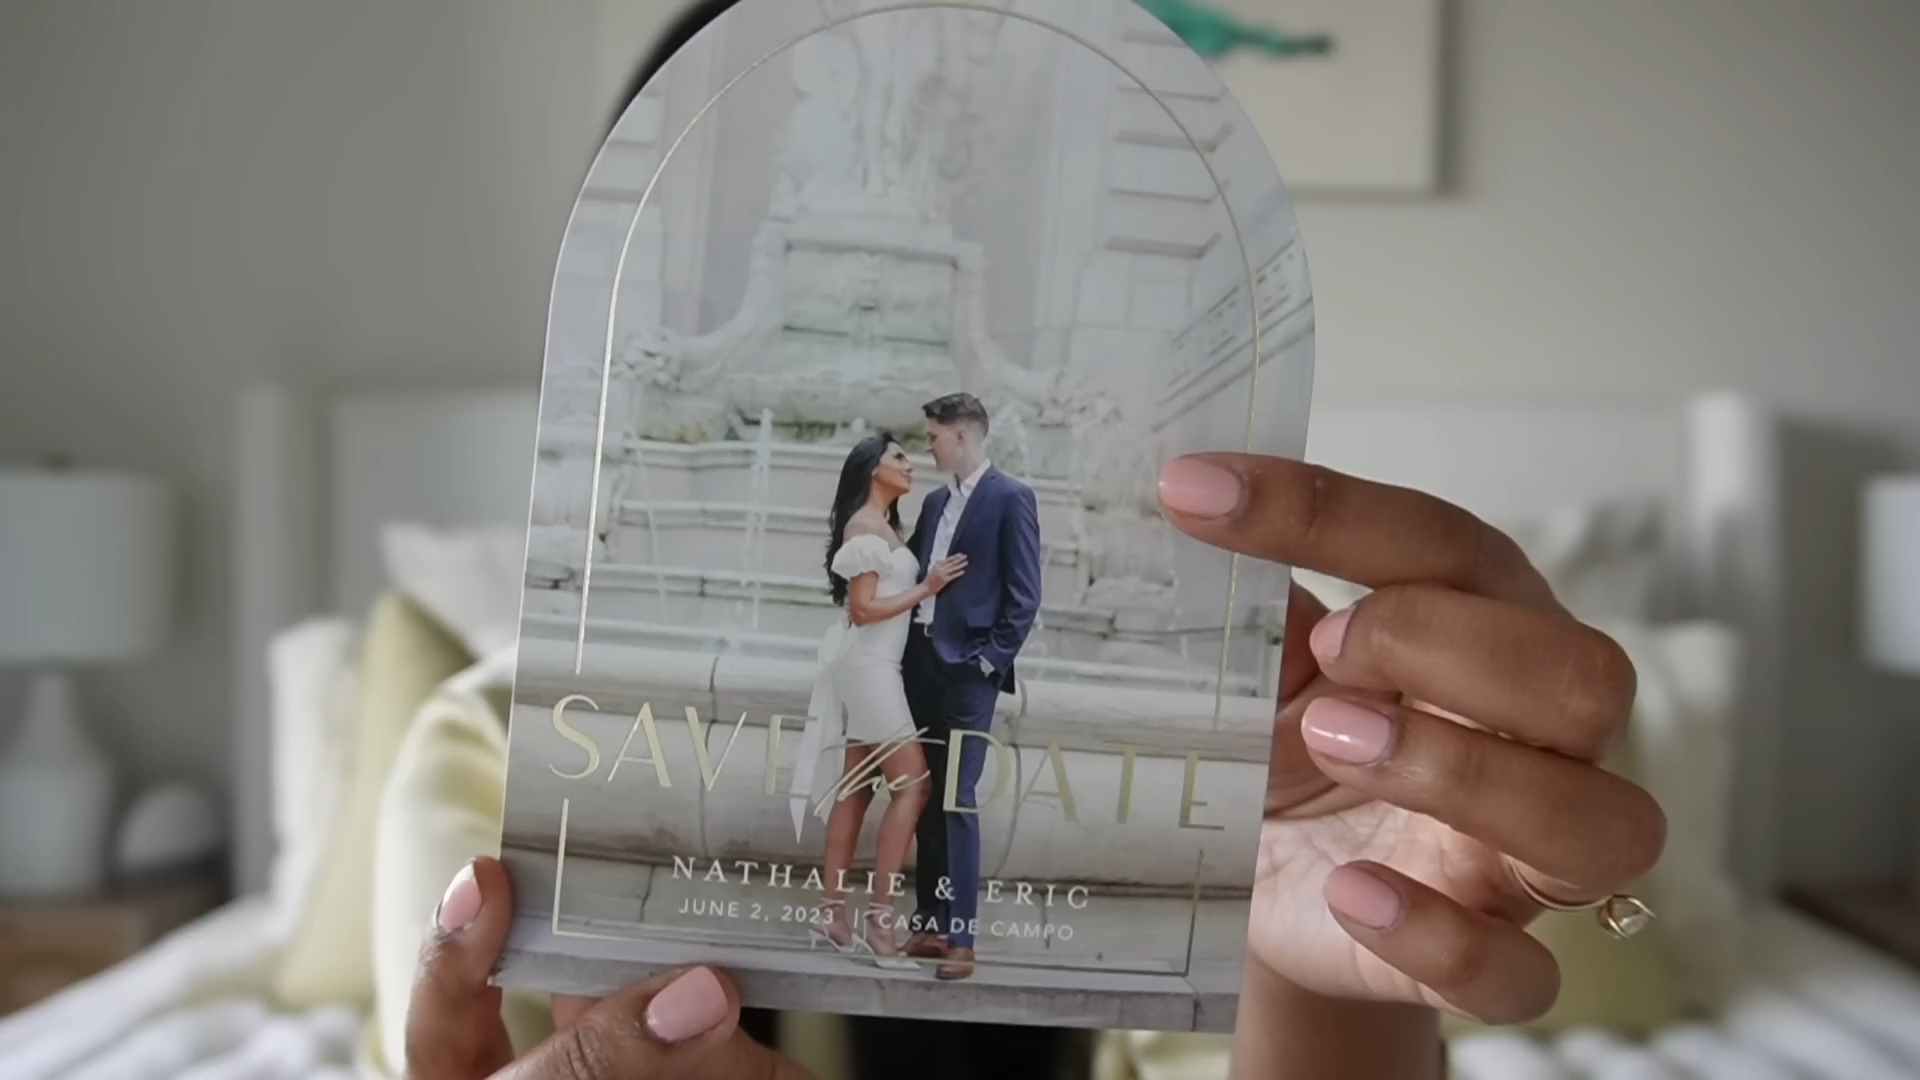 SAVE the DATE
NATHALIE & ERIC
JUNE 2, 2023 | CASA DE CAMPO